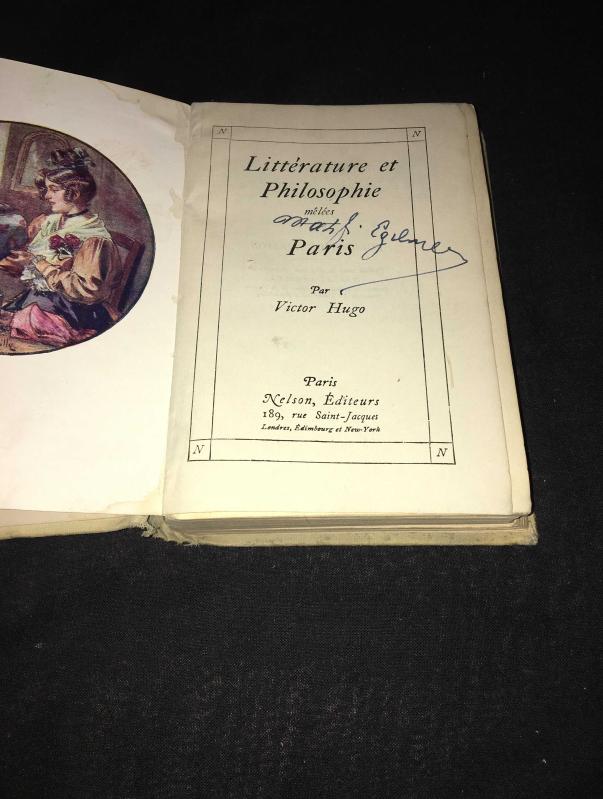 N N
Littérature et
Philosophie
mêlées
Paris
Par
Victor Hugo
Paris
Nelson, Éditeurs
189, rue Saint-Jacques
Londres, Édimbourg et New-York
N N